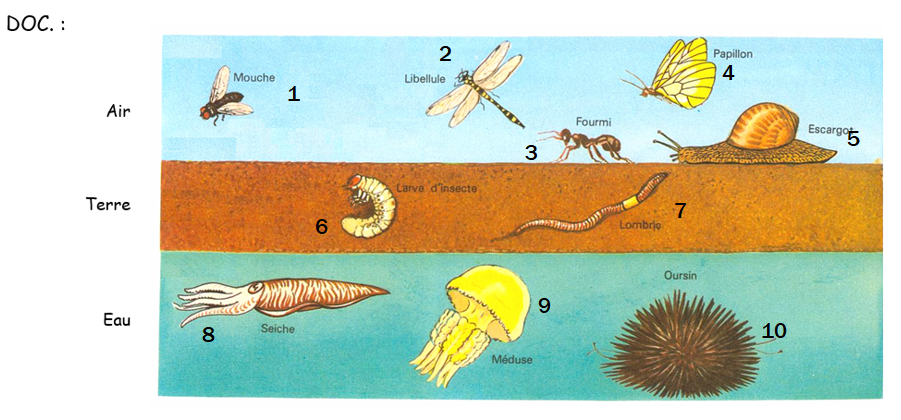 DOC. :
2
Papillon
Mouche
Libellule
4
1
Air
Fourmi
Escargot
5
3
Larve d'insecte
Terre
7
6
Lombric
Oursin
9
Eau
8
Seiche
10
Méduse